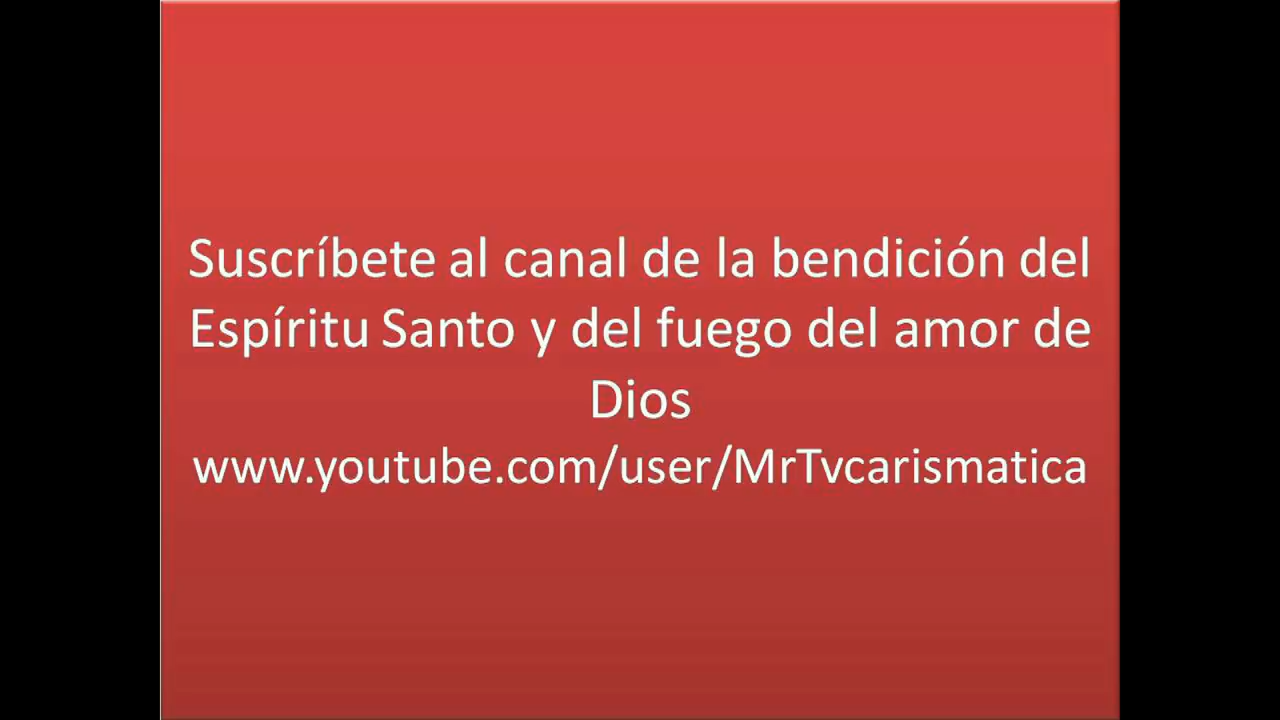 Suscríbete al canal de la bendición del
Espíritu Santo y del fuego del amor de
Dios
www.youtube.com/user/MrTvcarismatica